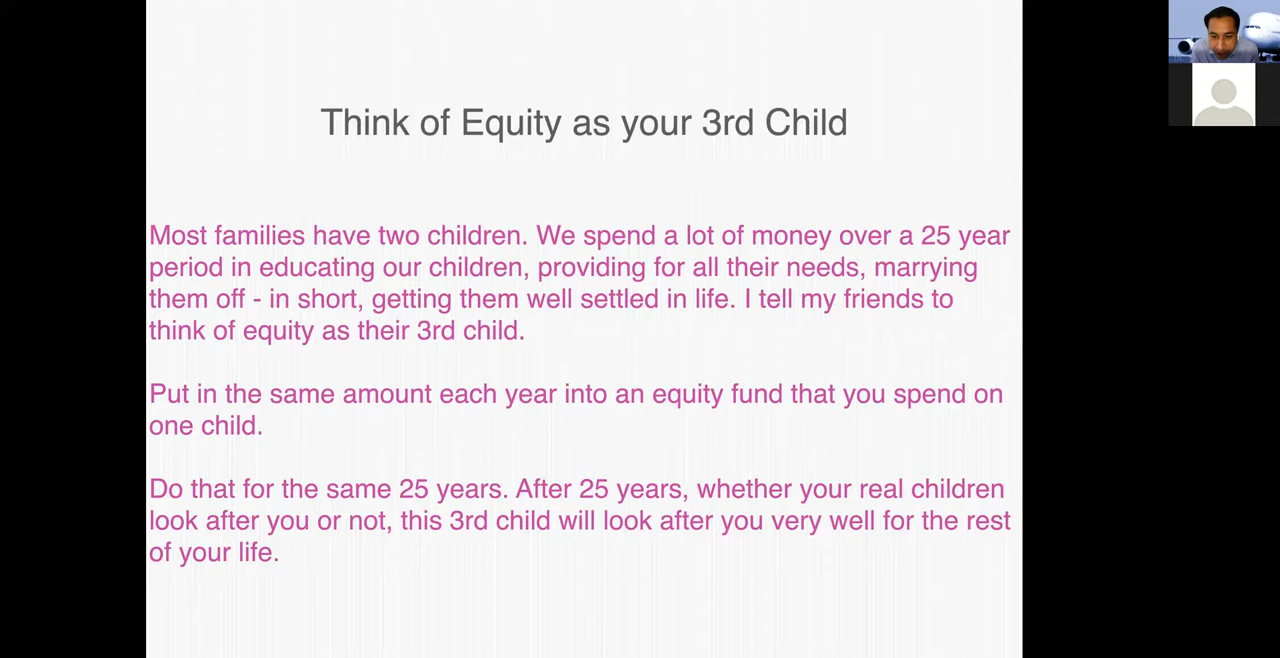 Think of Equity as your 3rd Child
Most families have two children. We spend a lot of money over a 25 year
period in educating our children, providing for all their needs, marrying
them off - in short, getting them well settled in life. I tell my friends to
think of equity as their 3rd child.
Put in the same amount each year into an equity fund that you spend on
one child.
Do that for the same 25 years. After 25 years, whether your real children
look after you or not, this 3rd child will look after you very well for the rest
of your life.